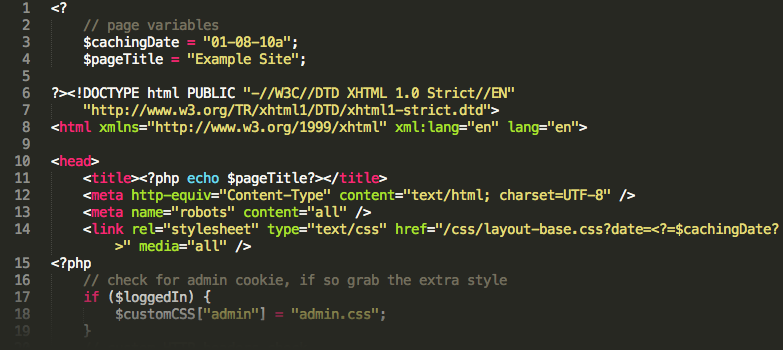 1 <?
2 // page variables
3 $cachingDate = "01-08-10a";
4 $pageTitle = "Example Site";
5
6 ?><!DOCTYPE html PUBLIC "-//W3C//DTD XHTML 1.0 Strict//EN"
7 "http://www.w3.org/TR/xhtml1/DTD/xhtml1-strict.dtd">
8 <html xmlns="http://www.w3.org/1999/xhtml" xml:lang="en" lang="en">
9
10 <head>
11 <title><?php echo $pageTitle?></title>
12 <meta http-equiv="Content-Type" content="text/html; charset=UTF-8" />
13 <meta name="robots" content="all" />
14 <link rel="stylesheet" type="text/css" href="/css/layout-base.css?date=<?=$cachingDate?
>" media="all" />
15 <?php
16 // check for admin cookie, if so grab the extra style
17 if ($loggedIn) {
18 $customCSS["admin"] = "admin.css";
19 }